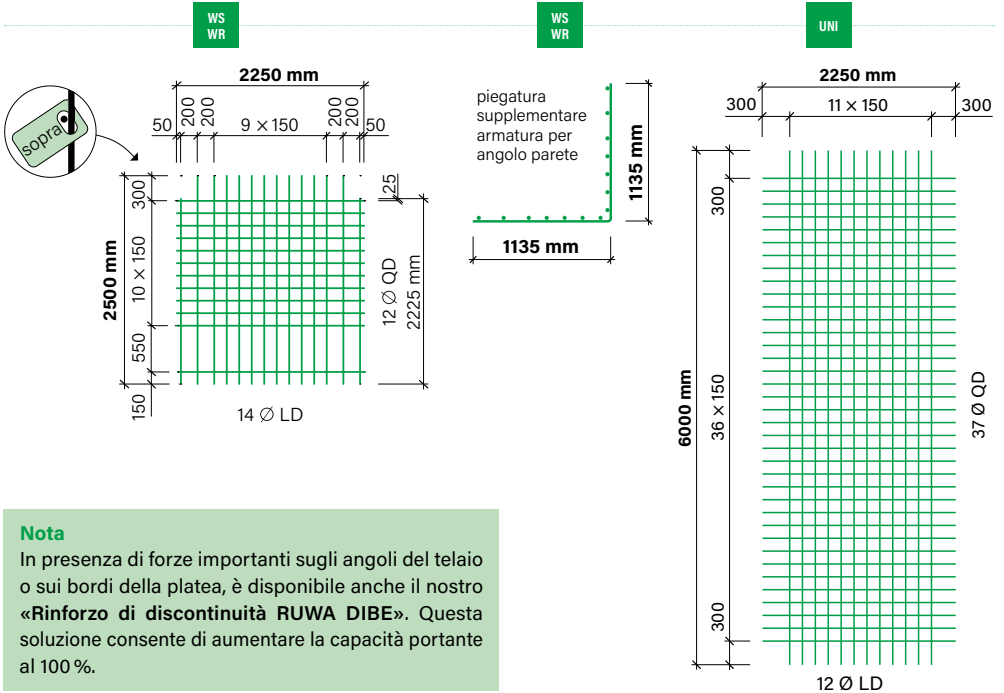 WS
WR
WS
WR
UNI
2250 mm
50
200
200
9 × 150
200
200
50
sopra
300
25
2500 mm
10 × 150
550
150
12 Ø QD
2225 mm
14 Ø LD
piegatura
supplementare
armatura per
angolo parete
1135 mm
1135 mm
2250 mm
300
11 × 150
300
300
6000 mm
36 × 150
300
37 Ø QD
12 Ø LD
Nota
In presenza di forze importanti sugli angoli del telaio
o sui bordi della platea, è disponibile anche il nostro
«Rinforzo di discontinuità RUWA DIBE». Questa
soluzione consente di aumentare la capacità portante
al 100 %.